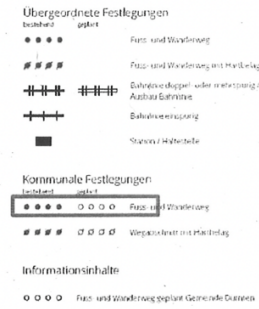 Übergeordnete Festlegungen
bestehend geplant
Fuss- und Wanderweg
Fuss- und Wanderweg mit Hartbelag
Bahnlinie doppel- oder mehrspurig /
Ausbau Bahnlinie
Bahnlinie einspurig
Station / Haltestelle
Kommunale Festlegungen
bestehend geplant
Fuss- und Wanderweg
Wegabschnitt mit Hartbelag
Informationsinhalte
Fuss- und Wanderweg geplant Gemeinde